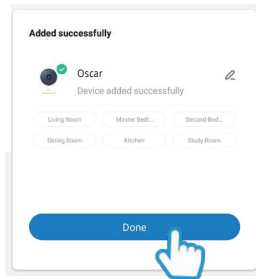 Added successfully
Oscar
Device added successfully
Living Room
Master Bedr...
Second Bed...
Dining Room
Kitchen
Study Room
Done